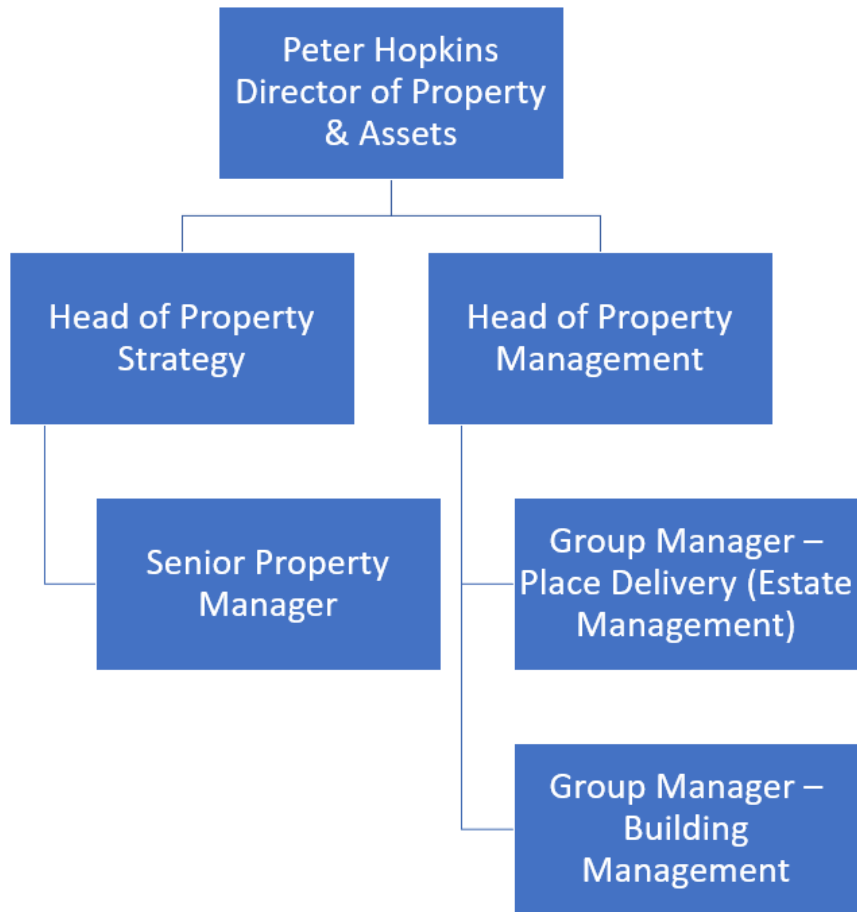 Peter Hopkins
Director of Property
& Assets
Head of Property
Strategy
Head of Property
Management
Senior Property
Manager
Group Manager –
Place Delivery (Estate
Management)
Group Manager –
Building
Management